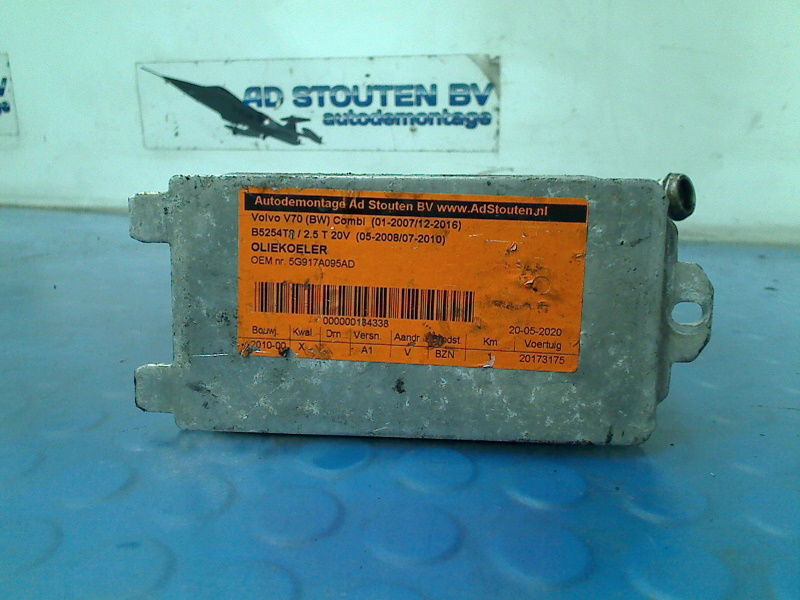 AD STOUTEN BV
autodemontage
Autodemontage Ad Stouten BV www.AdStouten.nl
Volvo V70 (BW) Combi (01-2007/12-2016)
/ 2.5 T 20V (05-2008/07-2010)
OLIEKOELER
OEM nr. 5G917A095AD
000000184338
20-05-2020
Bouwj. Kwal Drn Versn. Aandr Km Voertuig
2010-00 X A1 V BZN 1 20173175